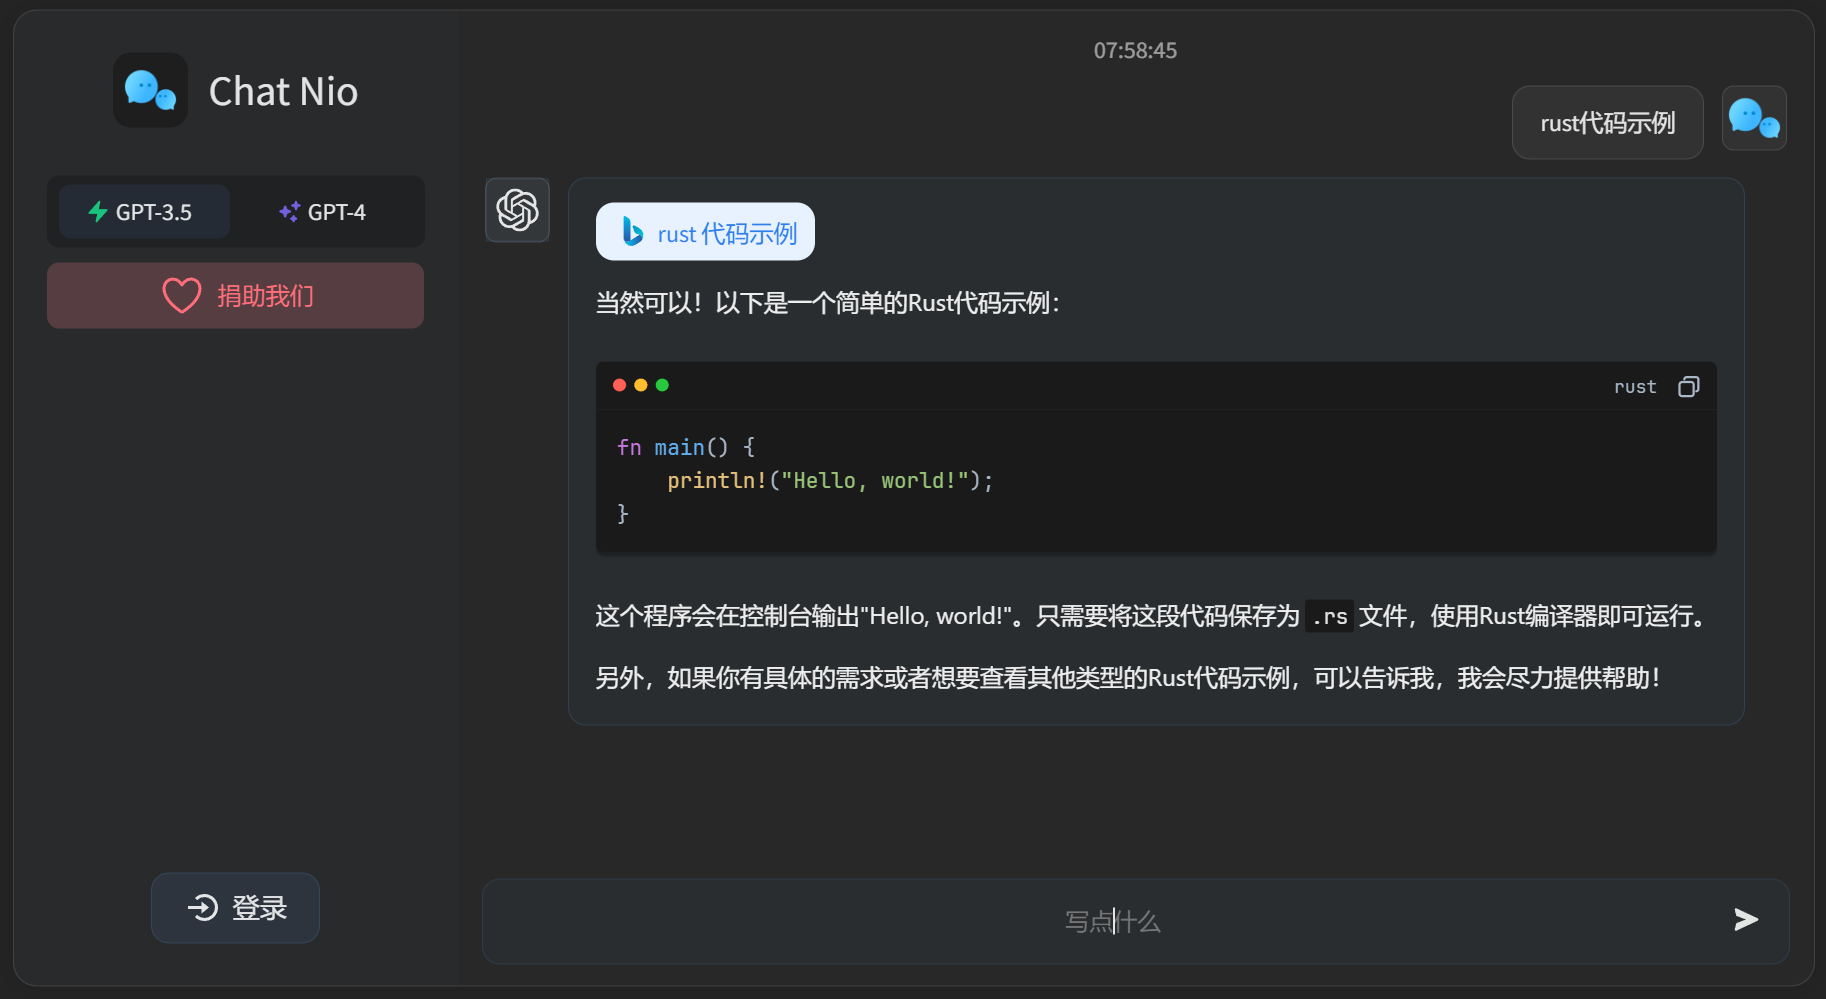 Chat Nio
GPT-3.5
GPT-4
捐助我们
登录
07:58:45
rust代码示例
rust 代码示例
当然可以！以下是一个简单的Rust代码示例：
rust
fn main() {
    println!("Hello, world!");
}
这个程序会在控制台输出"Hello, world!"。只需要将这段代码保存为 .rs 文件，使用Rust编译器即可运行。
另外，如果你有具体的需求或者想要查看其他类型的Rust代码示例，可以告诉我，我会尽力提供帮助！
写点什么